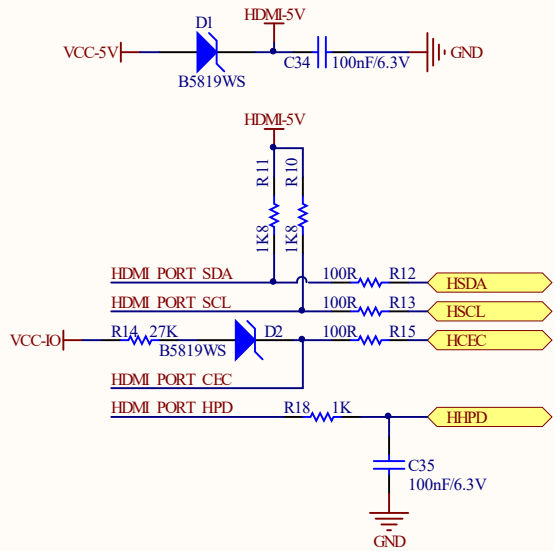 HDMI-5V
D1
VCC-5V
C34
100nF/6.3V
GND
B5819WS
HDMI-5V
R11
R10
1K8
1K8
HDMI PORT SDA
100R
R12
HSDA
HDMI PORT SCL
100R
R13
HSCL
VCC-IO
R14
27K
D2
100R
R15
HCEC
B5819WS
HDMI PORT CEC
HDMI PORT HPD
R18
1K
HHPD
C35
100nF/6.3V
GND